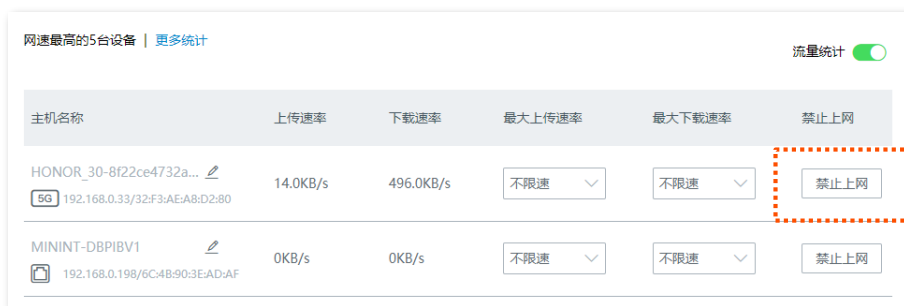 网速最高的5台设备 | 更多统计
流量统计
主机名称 上传速率 下载速率 最大上传速率 最大下载速率 禁止上网
HONOR_30-8f22ce4732a... 14.0KB/s 496.0KB/s 不限速 不限速 禁止上网
5G 192.168.0.33/32:F3:AE:A8:D2:80
MININT-DBPIBV1 0KB/s 0KB/s 不限速 不限速 禁止上网
192.168.0.198/6C:4B:90:3E:AD:AF